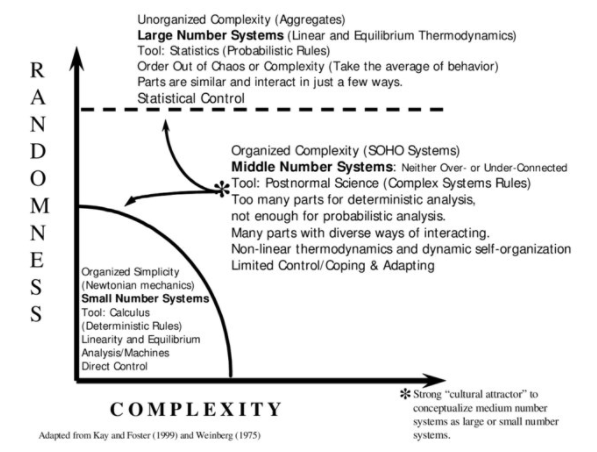 Unorganized Complexity (Aggregates)
Large Number Systems (Linear and Equilibrium Thermodynamics)
Tool: Statistics (Probabilistic Rules)
Order Out of Chaos or Complexity (Take the average of behavior)
Parts are similar and interact in just a few ways.
Statistical Control
RANDOMNESS
Organized Complexity (SOHO Systems)
Middle Number Systems: Neither Over- or Under-Connected
*Tool: Postnormal Science (Complex Systems Rules)
Too many parts for deterministic analysis,
not enough for probabilistic analysis.
Many parts with diverse ways of interacting.
Non-linear thermodynamics and dynamic self-organization
Limited Control/Coping & Adapting
Organized Simplicity
(Newtonian mechanics)
Small Number Systems
Tool: Calculus
(Deterministic Rules)
Linearity and Equilibrium
Analysis/Machines
Direct Control
COMPLEXITY
* Strong “cultural attractor” to
conceptualize medium number
systems as large or small number
systems.
Adapted from Kay and Foster (1999) and Weinberg (1975)